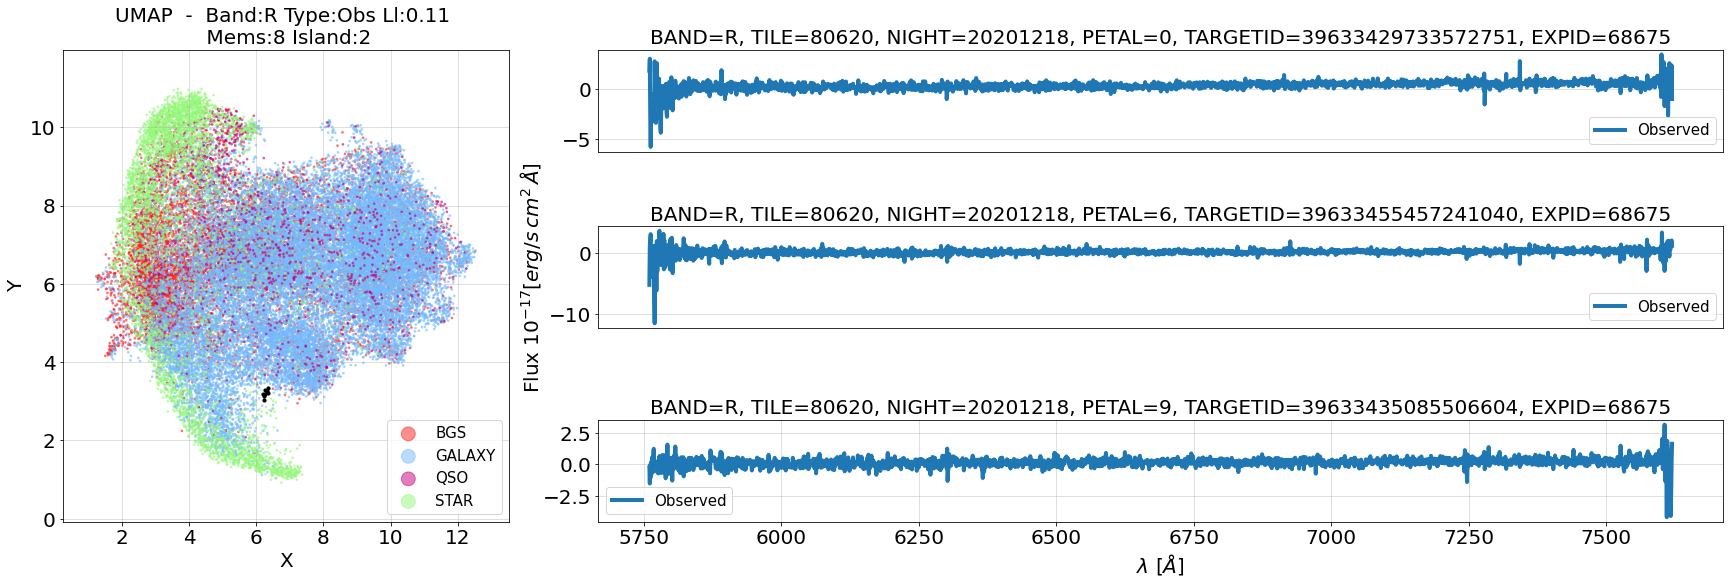 UMAP - Band:R Type:Obs Ll:0.11
Mems:8 Island:2
Y
10
8
6
4
2
0
2 4 6 8 10 12
X
BGS
GALAXY
QSO
STAR
Flux 10⁻¹⁷[erg/s cm² Å]
BAND=R, TILE=80620, NIGHT=20201218, PETAL=0, TARGETID=39633429733572751, EXPID=68675
0
−5
Observed
BAND=R, TILE=80620, NIGHT=20201218, PETAL=6, TARGETID=39633455457241040, EXPID=68675
0
−10
Observed
BAND=R, TILE=80620, NIGHT=20201218, PETAL=9, TARGETID=39633435085506604, EXPID=68675
2.5
0.0
−2.5
Observed
5750 6000 6250 6500 6750 7000 7250 7500
λ [Å]